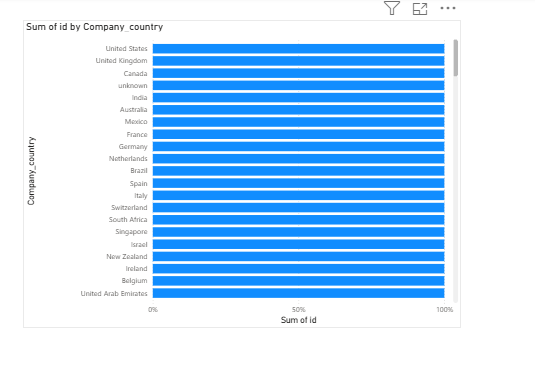 Sum of id by Company_country
Company_country
United States
United Kingdom
Canada
unknown
India
Australia
Mexico
France
Germany
Netherlands
Brazil
Spain
Italy
Switzerland
South Africa
Singapore
Israel
New Zealand
Ireland
Belgium
United Arab Emirates
0% 50% 100%
Sum of id